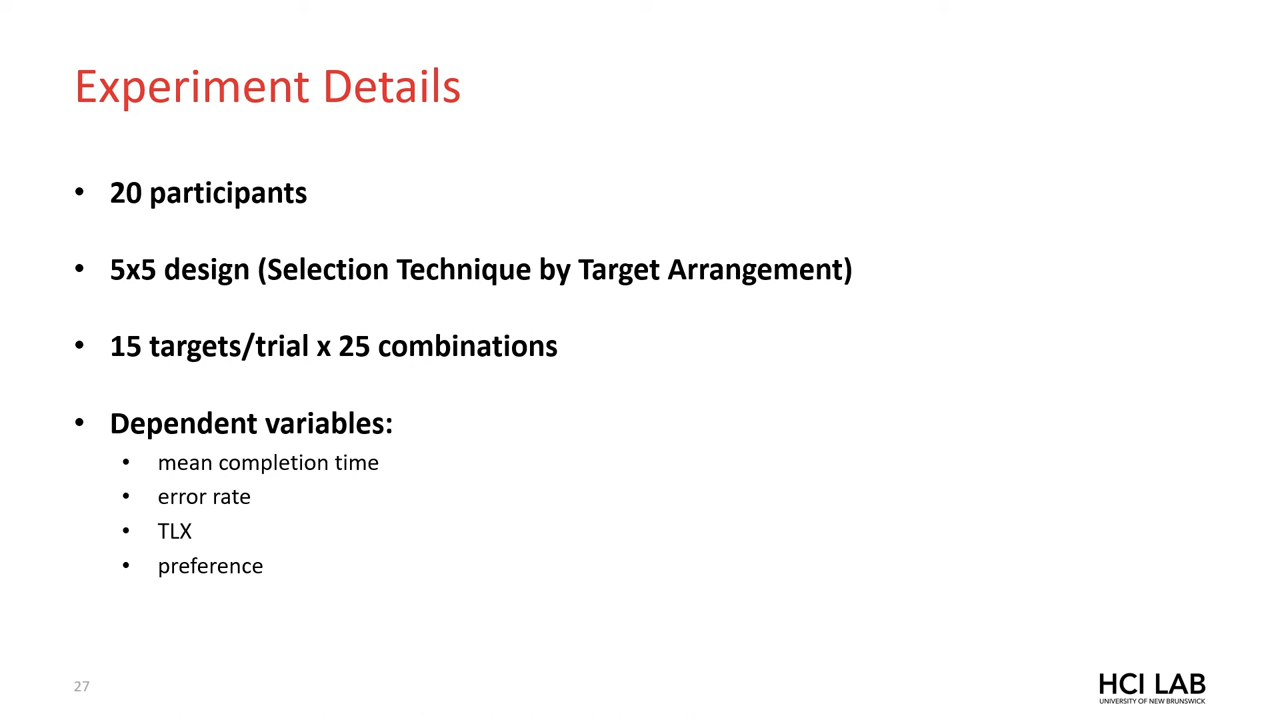 Experiment Details
• 20 participants
• 5x5 design (Selection Technique by Target Arrangement)
• 15 targets/trial x 25 combinations
• Dependent variables:
• mean completion time
• error rate
• TLX
• preference
27
HCI LAB
UNIVERSITY OF NEW BRUNSWICK